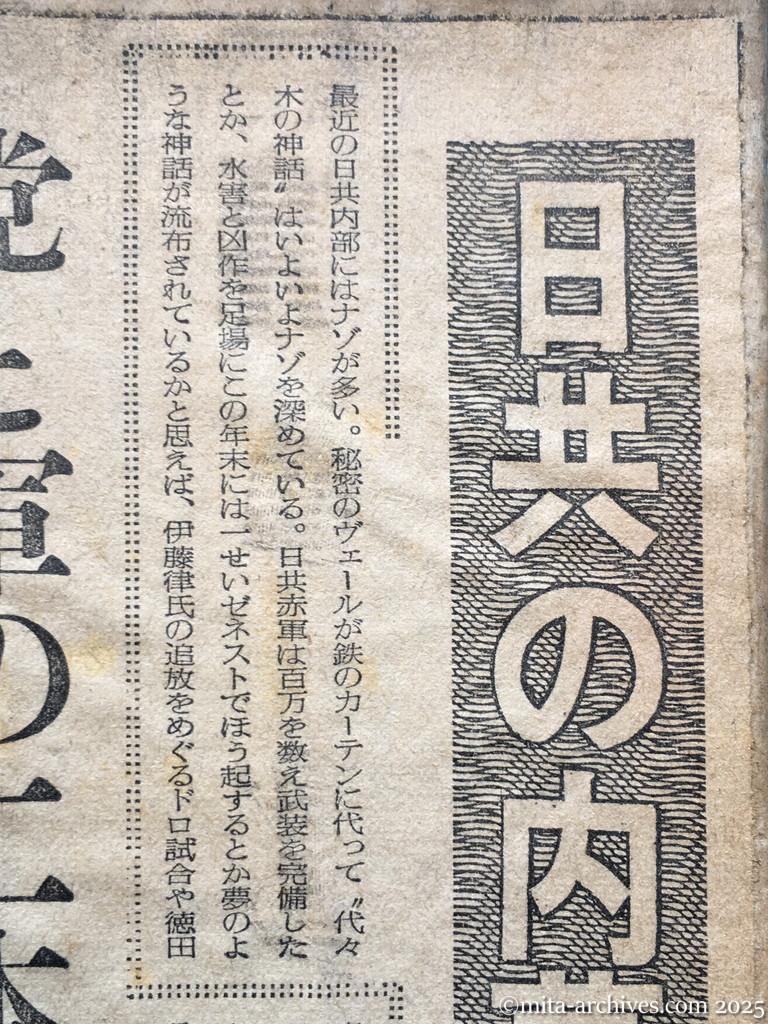 日共の内
最近の日共内部にはナゾが多い。秘密のヴェールが鉄のカーテンに代って〝代々
木の神話〟はいよいよナゾを深めている。日共赤軍は百万を数え武装を完備した
とか、水害と凶作を足場にこの年末には一せいゼネストでほう起するとか夢のよ
うな神話が流布されているかと思えば、伊藤律氏の追放をめぐるドロ試合や徳田
党と軍の一
©mita-archives.com 2025